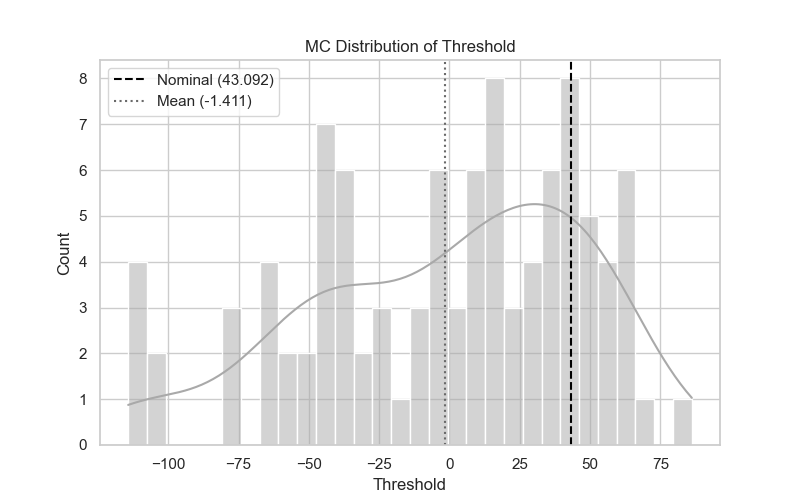 MC Distribution of Threshold
Nominal (43.092)
Mean (-1.411)
8
7
6
5
4
3
2
1
0
Count
−100 −75 −50 −25 0 25 50 75
Threshold